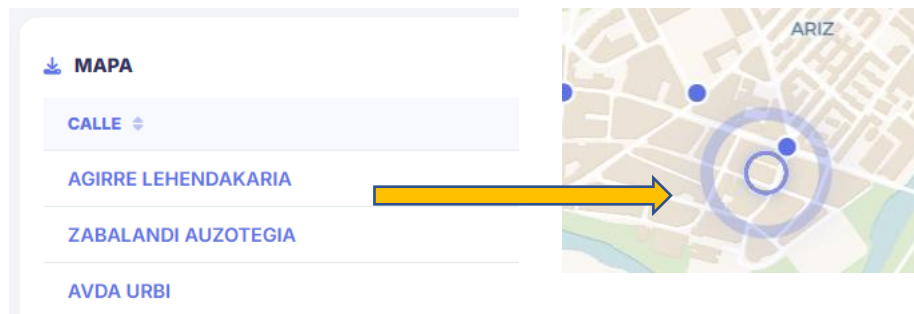 MAPA
CALLE
AGIRRE LEHENDAKARIA
ZABALANDI AUZOTEGIA
AVDA URBI
ARIZ